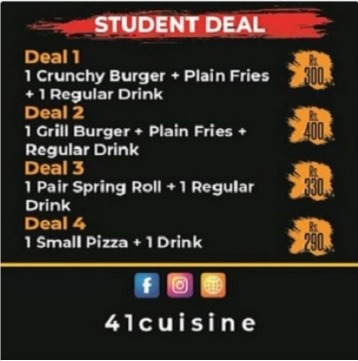 STUDENT DEAL
Deal 1
1 Crunchy Burger + Plain Fries
+ 1 Regular Drink
Rs.
300
Deal 2
1 Grill Burger + Plain Fries +
Regular Drink
Rs.
400
Deal 3
1 Pair Spring Roll + 1 Regular
Drink
Rs.
330
Deal 4
1 Small Pizza + 1 Drink
Rs.
290
41cuisine